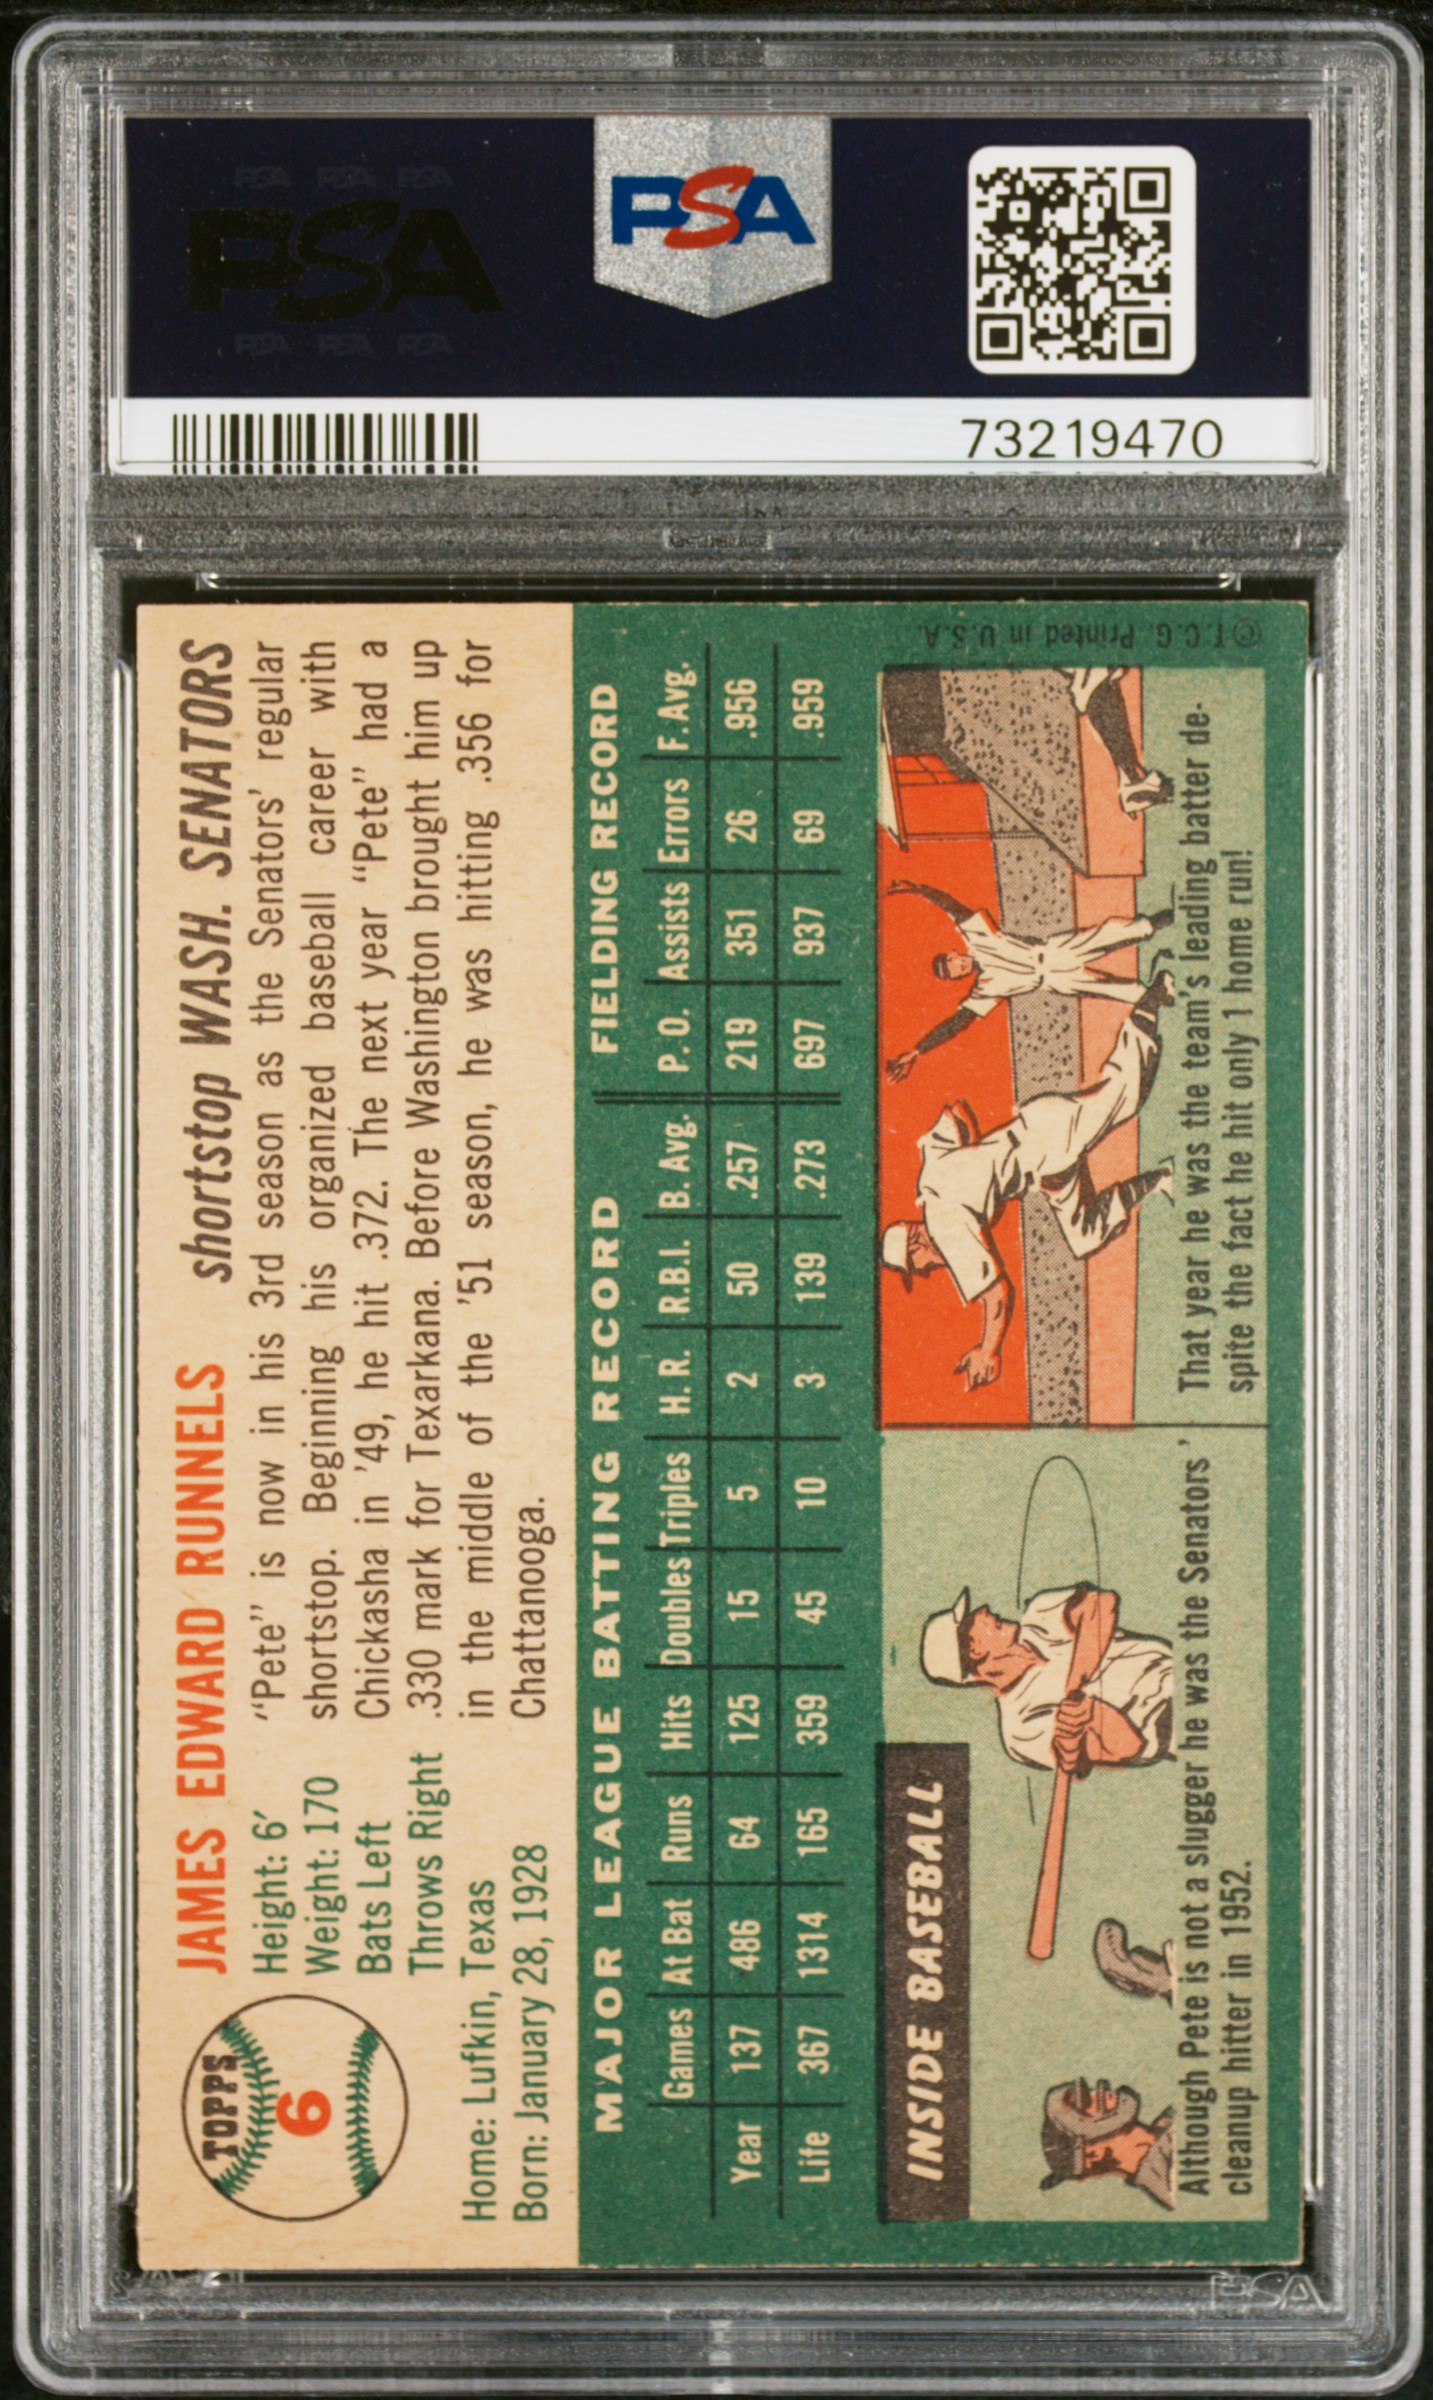 PSA PSA PSA
PSA
PSA PSA PSA
PSA
73219470
TOPPS
6
JAMES EDWARD RUNNELS shortstop WASH. SENATORS
Height: 6'
Weight: 170
Bats Left
Throws Right
Home: Lufkin, Texas
Born: January 28, 1928
"Pete" is now in his 3rd season as the Senators' regular
shortstop. Beginning his organized baseball career with
Chickasha in '49, he hit .372. The next year "Pete" had a
.330 mark for Texarkana. Before Washington brought him up
in the middle of the '51 season, he was hitting .356 for
Chattanooga.
MAJOR LEAGUE BATTING RECORD FIELDING RECORD
Games At Bat Runs Hits Doubles Triples H. R. R.B.I. B. Avg. P. O. Assists Errors F. Avg.
Year 137 486 64 125 15 5 2 50 .257 219 351 26 .956
Life 367 1314 165 359 45 10 3 139 .273 697 937 69 .959
INSIDE BASEBALL
Although Pete is not a slugger he was the Senators'
cleanup hitter in 1952.
That year he was the team's leading batter de-
spite the fact he hit only 1 home run!
©T.C.G. Printed in U.S.A.
PSA